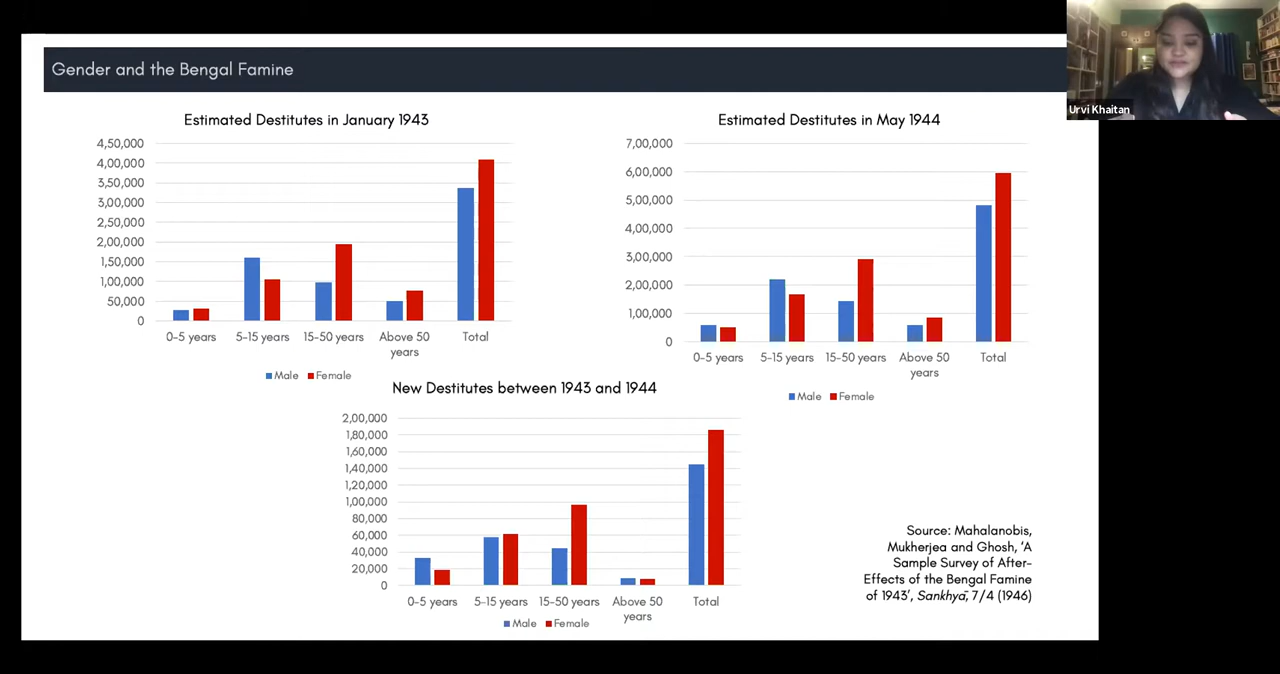 Gender and the Bengal Famine
Urvi Khaitan
Estimated Destitutes in January 1943
4,50,000
4,00,000
3,50,000
3,00,000
2,50,000
2,00,000
1,50,000
1,00,000
50,000
0
0-5 years
5-15 years
15-50 years
Above 50
years
Total
Male
Female
Estimated Destitutes in May 1944
7,00,000
6,00,000
5,00,000
4,00,000
3,00,000
2,00,000
1,00,000
0
0-5 years
5-15 years
15-50 years
Above 50
years
Total
Male
Female
New Destitutes between 1943 and 1944
2,00,000
1,80,000
1,60,000
1,40,000
1,20,000
1,00,000
80,000
60,000
40,000
20,000
0
0-5 years
5-15 years
15-50 years
Above 50
years
Total
Male
Female
Source: Mahalanobis,
Mukherjea and Ghosh, 'A
Sample Survey of After-
Effects of the Bengal Famine
of 1943', Sankhyā, 7/4 (1946)